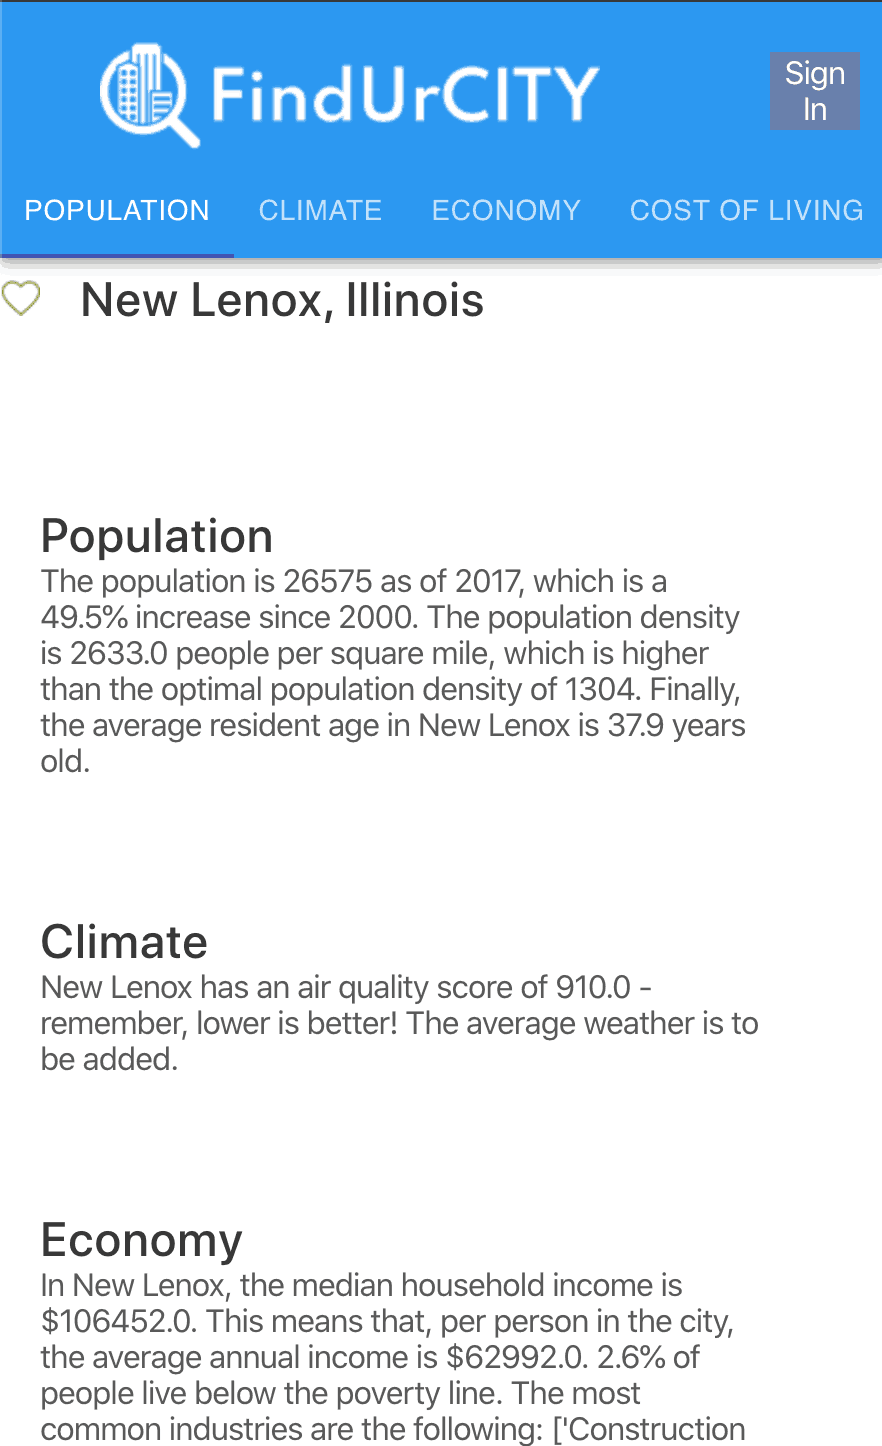 FindUrCITY
Sign
In
POPULATION CLIMATE ECONOMY COST OF LIVING
New Lenox, Illinois
Population
The population is 26575 as of 2017, which is a
49.5% increase since 2000. The population density
is 2633.0 people per square mile, which is higher
than the optimal population density of 1304. Finally,
the average resident age in New Lenox is 37.9 years
old.
Climate
New Lenox has an air quality score of 910.0 -
remember, lower is better! The average weather is to
be added.
Economy
In New Lenox, the median household income is
$106452.0. This means that, per person in the city,
the average annual income is $62992.0. 2.6% of
people live below the poverty line. The most
common industries are the following: ['Construction